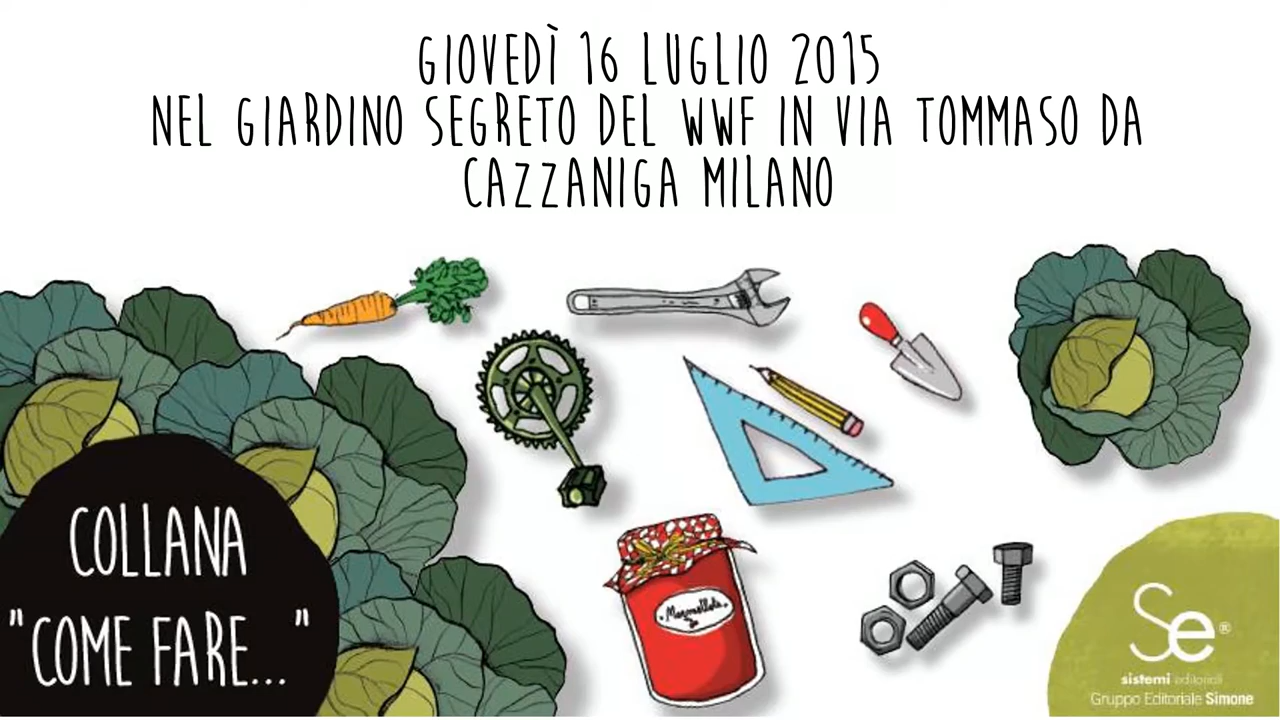 GIOVEDÌ 16 LUGLIO 2015
NEL GIARDINO SEGRETO DEL WWF IN VIA TOMMASO DA
CAZZANIGA MILANO
COLLANA
"COME FARE..."
Marmellata
Se®
sistemi editoriali
Gruppo Editoriale Simone